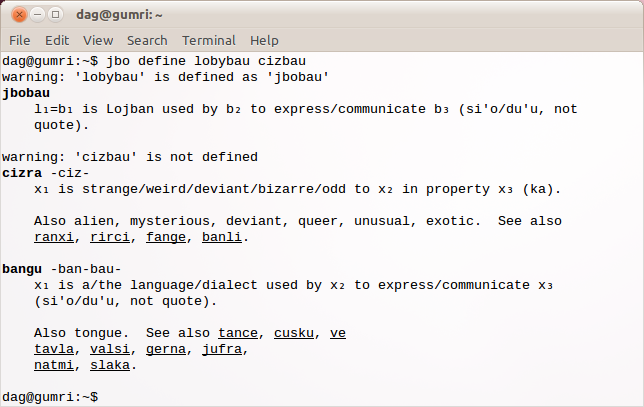 dag@gumri: ~
File Edit View Search Terminal Help
dag@gumri:~$ jbo define lobybau cizbau
warning: 'lobybau' is defined as 'jbobau'
jbobau
l₁=b₁ is Lojban used by b₂ to express/communicate b₃ (si'o/du'u, not
quote).
warning: 'cizbau' is not defined
cizra -ciz-
x₁ is strange/weird/deviant/bizarre/odd to x₂ in property x₃ (ka).
Also alien, mysterious, deviant, queer, unusual, exotic.  See also
ranxi, rirci, fange, banli.
bangu -ban-bau-
x₁ is a/the language/dialect used by x₂ to express/communicate x₃
(si'o/du'u, not quote).
Also tongue.  See also tance, cusku, ve
tavla, valsi, gerna, jufra,
natmi, slaka.
dag@gumri:~$